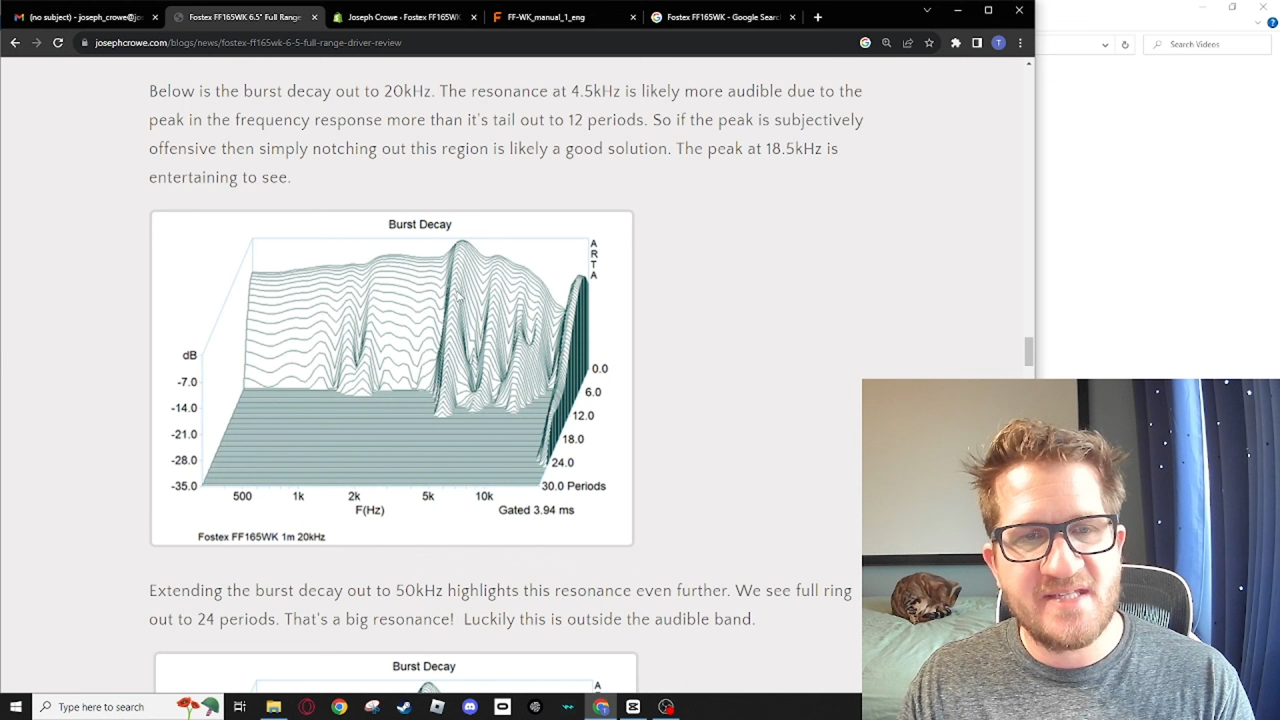 (no subject) - joseph_crowe@jo
Fostex FF165WK 6.5" Full Range
Joseph Crowe · Fostex FF165WK
FF-WK_manual_1_eng
Fostex FF165WK - Google Searc
josephcrowe.com/blogs/news/fostex-ff165wk-6-5-full-range-driver-review
T
Search Videos
Below is the burst decay out to 20kHz. The resonance at 4.5kHz is likely more audible due to the
peak in the frequency response more than it's tail out to 12 periods. So if the peak is subjectively
offensive then simply notching out this region is likely a good solution. The peak at 18.5kHz is
entertaining to see.
Burst Decay
A
R
T
A
dB
-7.0
-14.0
-21.0
-28.0
-35.0
0.0
6.0
12.0
18.0
24.0
30.0 Periods
500 1k 2k 5k 10k
F(Hz)
Gated 3.94 ms
Fostex FF165WK 1m 20kHz
Extending the burst decay out to 50kHz highlights this resonance even further. We see full ring
out to 24 periods. That's a big resonance! Luckily this is outside the audible band.
Burst Decay
A
Type here to search